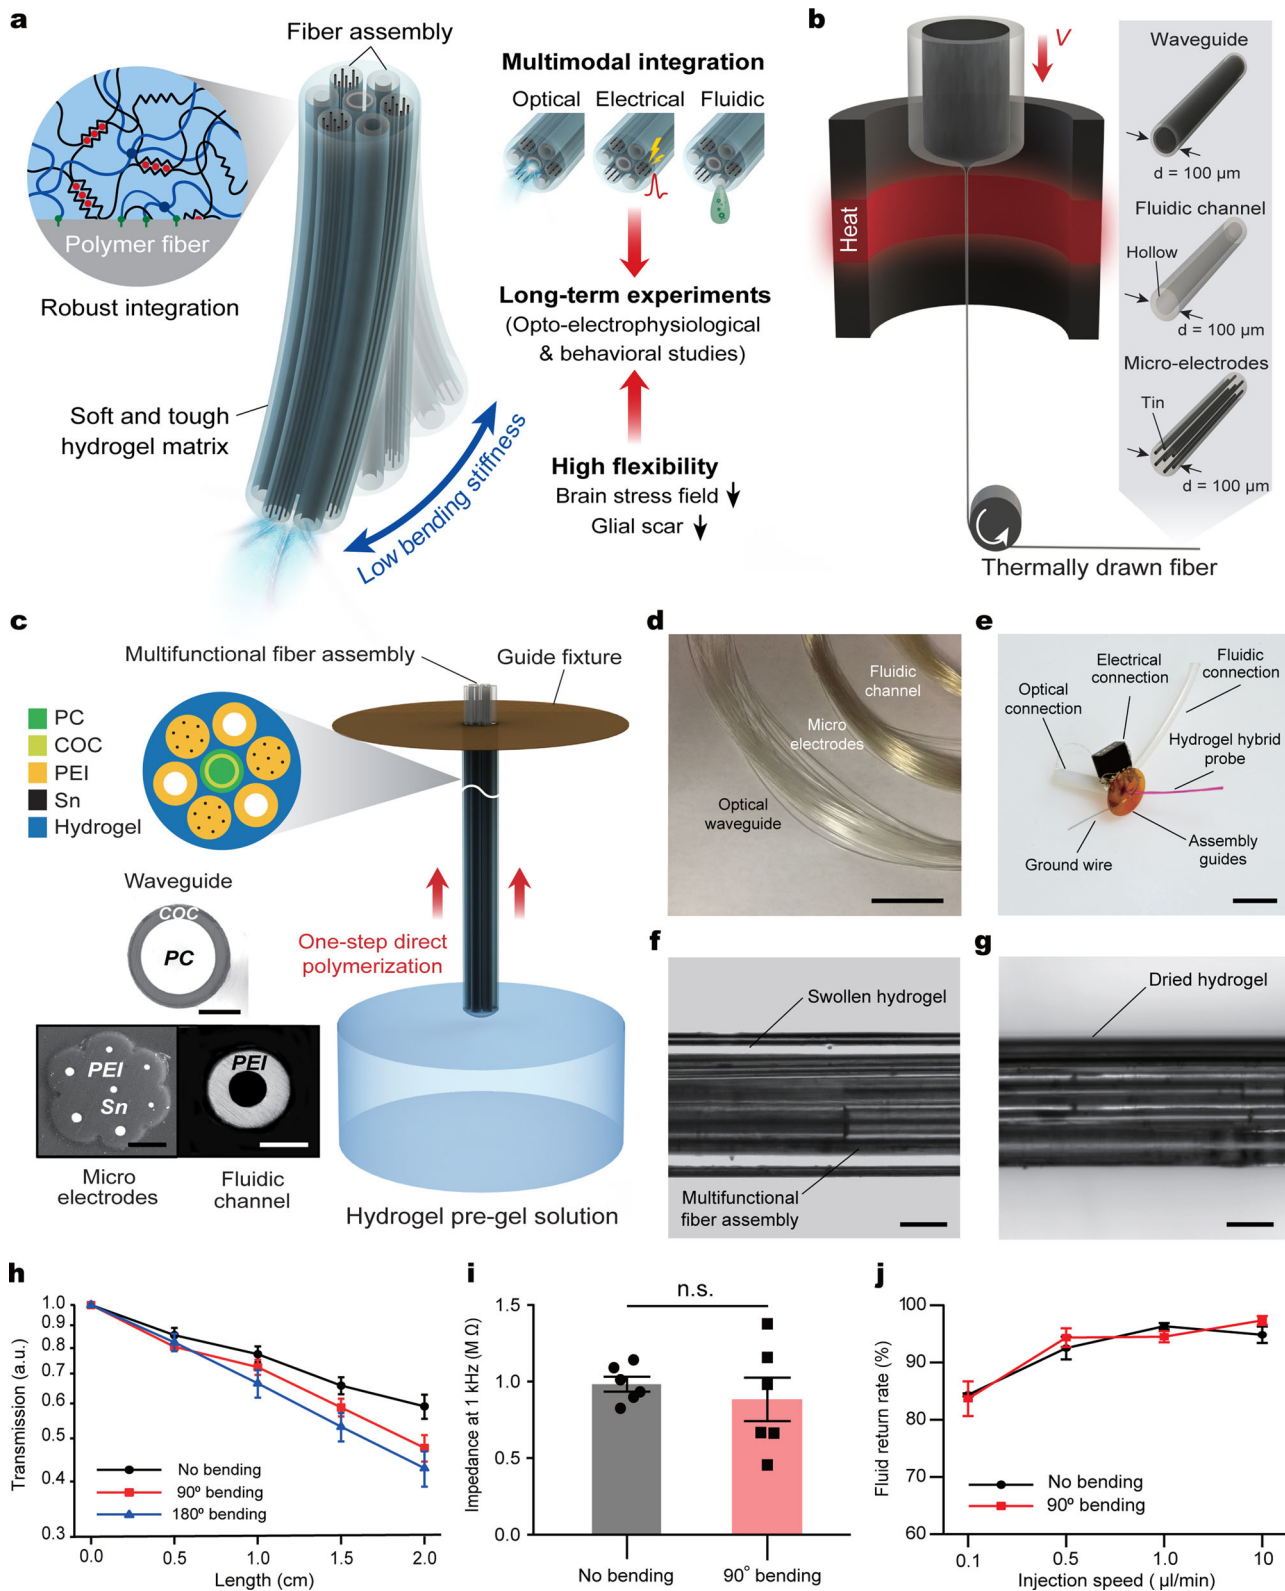 a
Fiber assembly
Polymer fiber
Robust integration
Soft and tough
hydrogel matrix
Low bending stiffness
Multimodal integration
Optical
Electrical
Fluidic
Long-term experiments
(Opto-electrophysiological
& behavioral studies)
High flexibility
Brain stress field
Glial scar
b
V
Heat
Thermally drawn fiber
Waveguide
d = 100 μm
Fluidic channel
Hollow
d = 100 μm
Micro-electrodes
Tin
d = 100 μm
c
Multifunctional fiber assembly
Guide fixture
PC
COC
PEI
Sn
Hydrogel
Waveguide
COC
PC
One-step direct
polymerization
PEI
Sn
PEI
Micro
electrodes
Fluidic
channel
Hydrogel pre-gel solution
d
Fluidic
channel
Micro
electrodes
Optical
waveguide
e
Electrical
connection
Fluidic
connection
Optical
connection
Hydrogel hybrid
probe
Ground wire
Assembly
guides
f
Swollen hydrogel
Multifunctional
fiber assembly
g
Dried hydrogel
h
Transmission (a.u.)
1.0
0.9
0.8
0.7
0.6
0.5
0.4
0.3
No bending
90º bending
180º bending
0.0
0.5
1.0
1.5
2.0
Length (cm)
i
n.s.
Impedance at 1 kHz (M Ω)
1.5
1.0
0.5
0.0
No bending
90° bending
j
Fluid return rate (%)
100
90
80
70
60
No bending
90º bending
0.1
0.5
1.0
10
Injection speed ( μl/min)